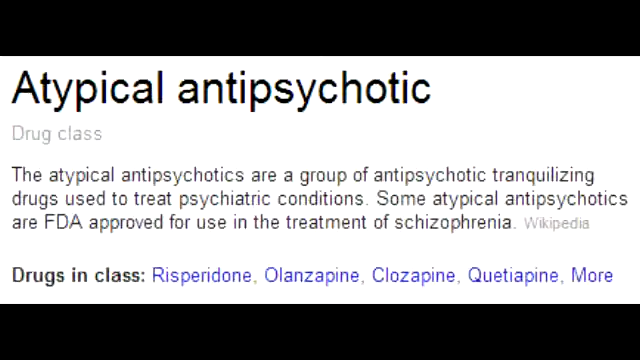 Atypical antipsychotic
Drug class
The atypical antipsychotics are a group of antipsychotic tranquilizing
drugs used to treat psychiatric conditions. Some atypical antipsychotics
are FDA approved for use in the treatment of schizophrenia. Wikipedia
Drugs in class: Risperidone, Olanzapine, Clozapine, Quetiapine, More